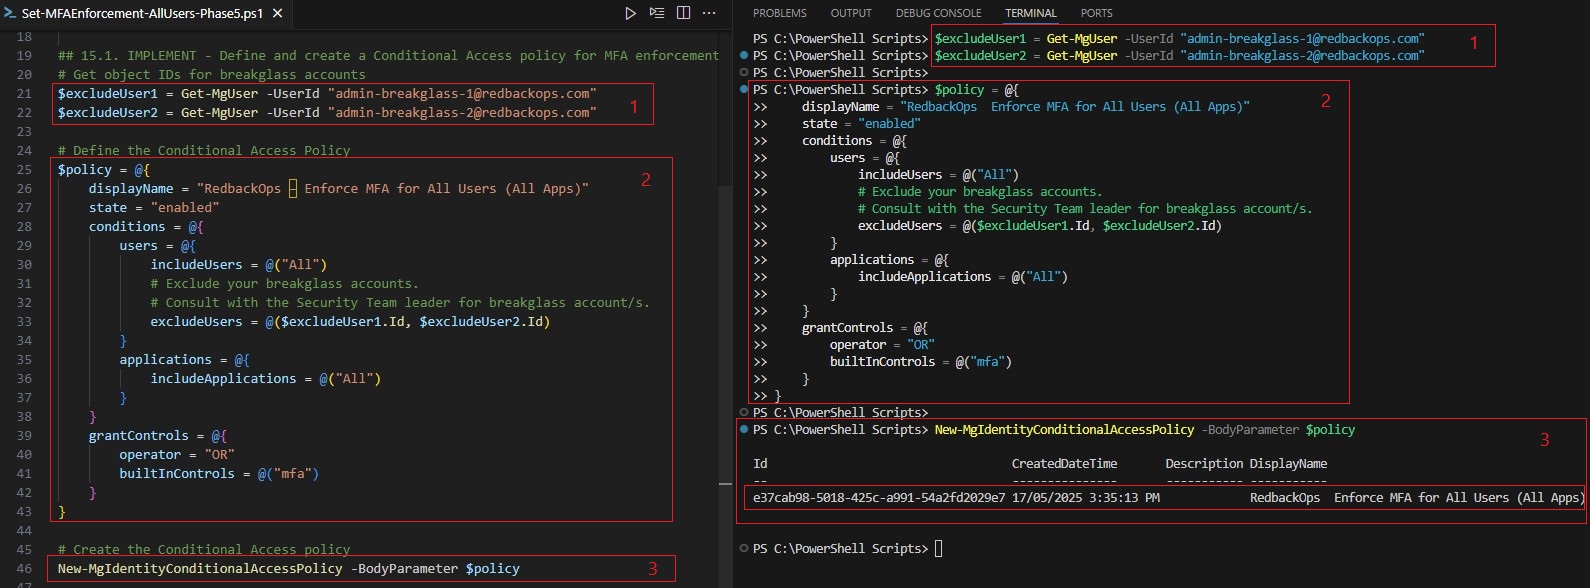 Set-MFAEnforcement-AllUsers-Phase5.ps1
18
19 ## 15.1. IMPLEMENT - Define and create a Conditional Access policy for MFA enforcement
20 # Get object IDs for breakglass accounts
21 $excludeUser1 = Get-MgUser -UserId "admin-breakglass-1@redbackops.com"
1
22 $excludeUser2 = Get-MgUser -UserId "admin-breakglass-2@redbackops.com"
23
24 # Define the Conditional Access Policy
25 $policy = @{
2
26 displayName = "RedbackOps – Enforce MFA for All Users (All Apps)"
27 state = "enabled"
28 conditions = @{
29 users = @{
30 includeUsers = @("All")
31 # Exclude your breakglass accounts.
32 # Consult with the Security Team leader for breakglass account/s.
33 excludeUsers = @($excludeUser1.Id, $excludeUser2.Id)
34 }
35 applications = @{
36 includeApplications = @("All")
37 }
38 }
39 grantControls = @{
40 operator = "OR"
41 builtInControls = @("mfa")
42 }
43 }
44
45 # Create the Conditional Access policy
46 New-MgIdentityConditionalAccessPolicy -BodyParameter $policy
3
47
PROBLEMS OUTPUT DEBUG CONSOLE TERMINAL PORTS
PS C:\PowerShell Scripts> $excludeUser1 = Get-MgUser -UserId "admin-breakglass-1@redbackops.com"
1
PS C:\PowerShell Scripts> $excludeUser2 = Get-MgUser -UserId "admin-breakglass-2@redbackops.com"
PS C:\PowerShell Scripts>
PS C:\PowerShell Scripts> $policy = @{
2
>> displayName = "RedbackOps  Enforce MFA for All Users (All Apps)"
>> state = "enabled"
>> conditions = @{
>> users = @{
>> includeUsers = @("All")
>> # Exclude your breakglass accounts.
>> # Consult with the Security Team leader for breakglass account/s.
>> excludeUsers = @($excludeUser1.Id, $excludeUser2.Id)
>> }
>> applications = @{
>> includeApplications = @("All")
>> }
>> }
>> grantControls = @{
>> operator = "OR"
>> builtInControls = @("mfa")
>> }
>> }
PS C:\PowerShell Scripts>
PS C:\PowerShell Scripts> New-MgIdentityConditionalAccessPolicy -BodyParameter $policy
3
Id CreatedDateTime Description DisplayName
-- --------------- ----------- -----------
e37cab98-5018-425c-a991-54a2fd2029e7 17/05/2025 3:35:13 PM RedbackOps  Enforce MFA for All Users (All Apps)
PS C:\PowerShell Scripts>